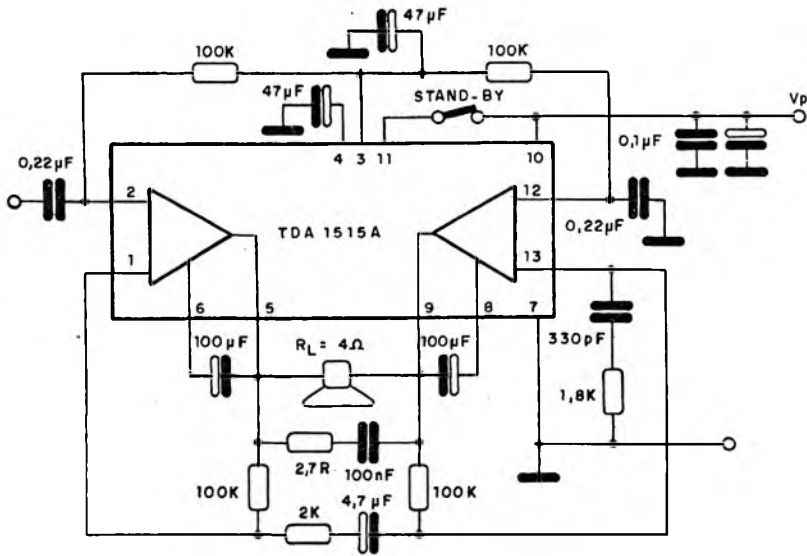 47µF
100K
100K
47µF
STAND-BY
Vp
0,1µF
4
3
11
10
0,22µF
2
12
TDA 1515A
0,22µF
1
13
6
5
9
8
7
100µF
R_L = 4Ω
100µF
330pF
1,8K
2,7R
100nF
100K
4,7µF
100K
2K